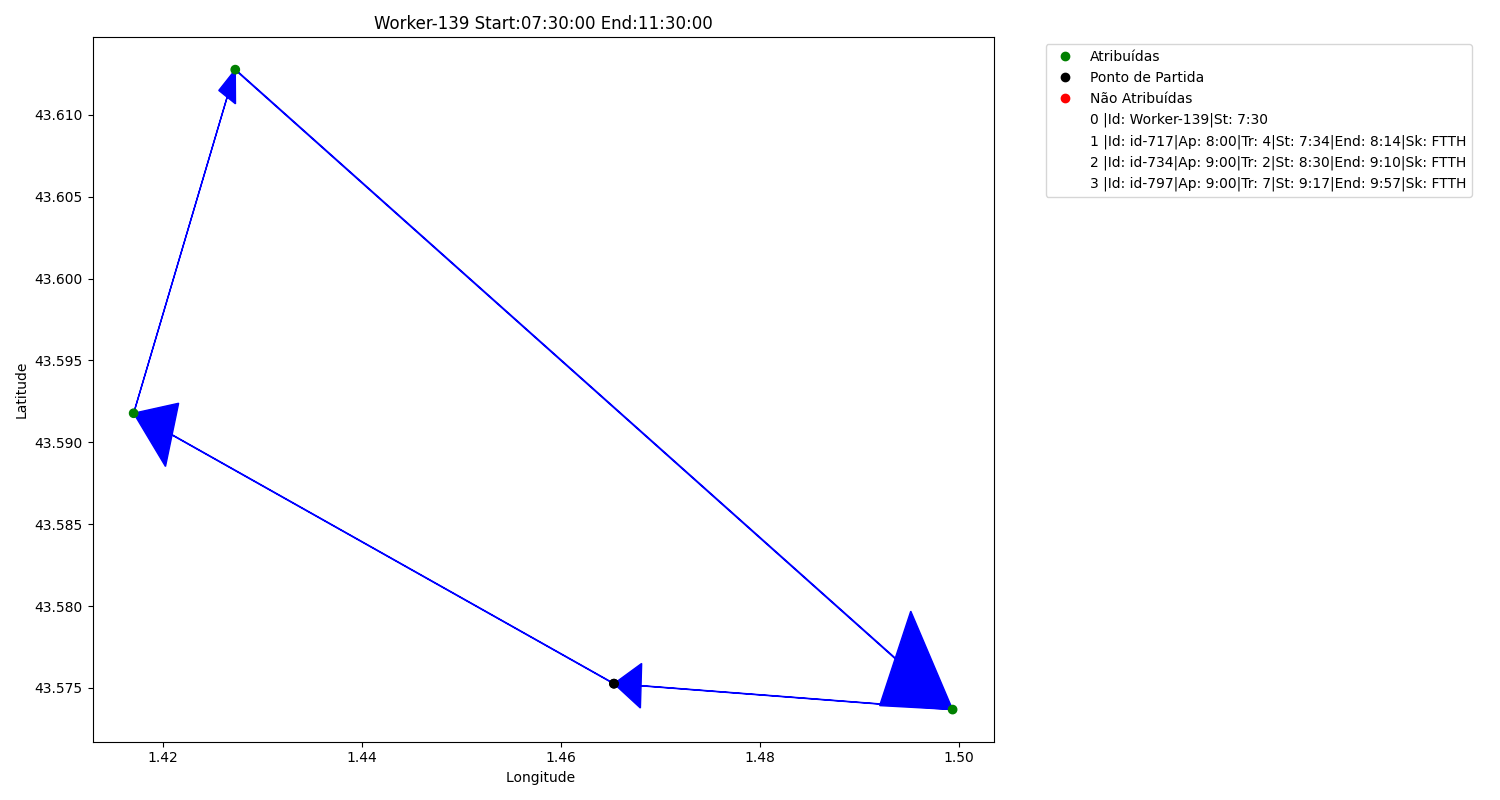 Worker-139 Start:07:30:00 End:11:30:00
Atribuídas
Ponto de Partida
Não Atribuídas
0 |Id: Worker-139|St: 7:30
1 |Id: id-717|Ap: 8:00|Tr: 4|St: 7:34|End: 8:14|Sk: FTTH
2 |Id: id-734|Ap: 9:00|Tr: 2|St: 8:30|End: 9:10|Sk: FTTH
3 |Id: id-797|Ap: 9:00|Tr: 7|St: 9:17|End: 9:57|Sk: FTTH
43.610
43.605
43.600
43.595
43.590
43.585
43.580
43.575
Latitude
1.42 1.44 1.46 1.48 1.50
Longitude